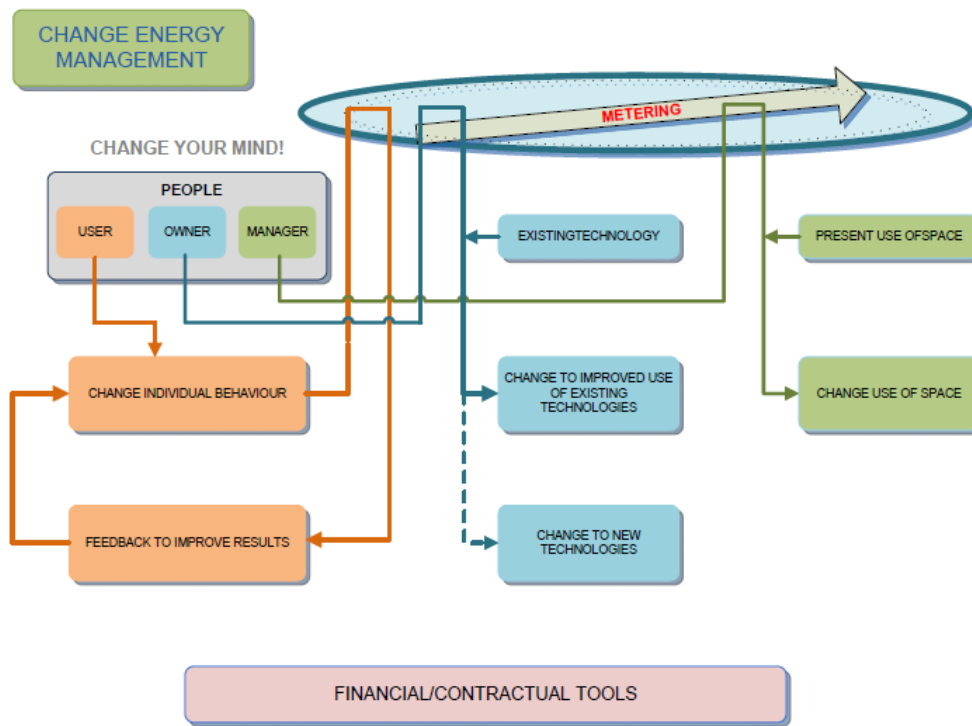 CHANGE ENERGY
MANAGEMENT
METERING
CHANGE YOUR MIND!
PEOPLE
USER
OWNER
MANAGER
EXISTINGTECHNOLOGY
PRESENT USE OFSPACE
CHANGE INDIVIDUAL BEHAVIOUR
CHANGE TO IMPROVED USE
OF EXISTING
TECHNOLOGIES
CHANGE USE OF SPACE
FEEDBACK TO IMPROVE RESULTS
CHANGE TO NEW
TECHNOLOGIES
FINANCIAL/CONTRACTUAL TOOLS